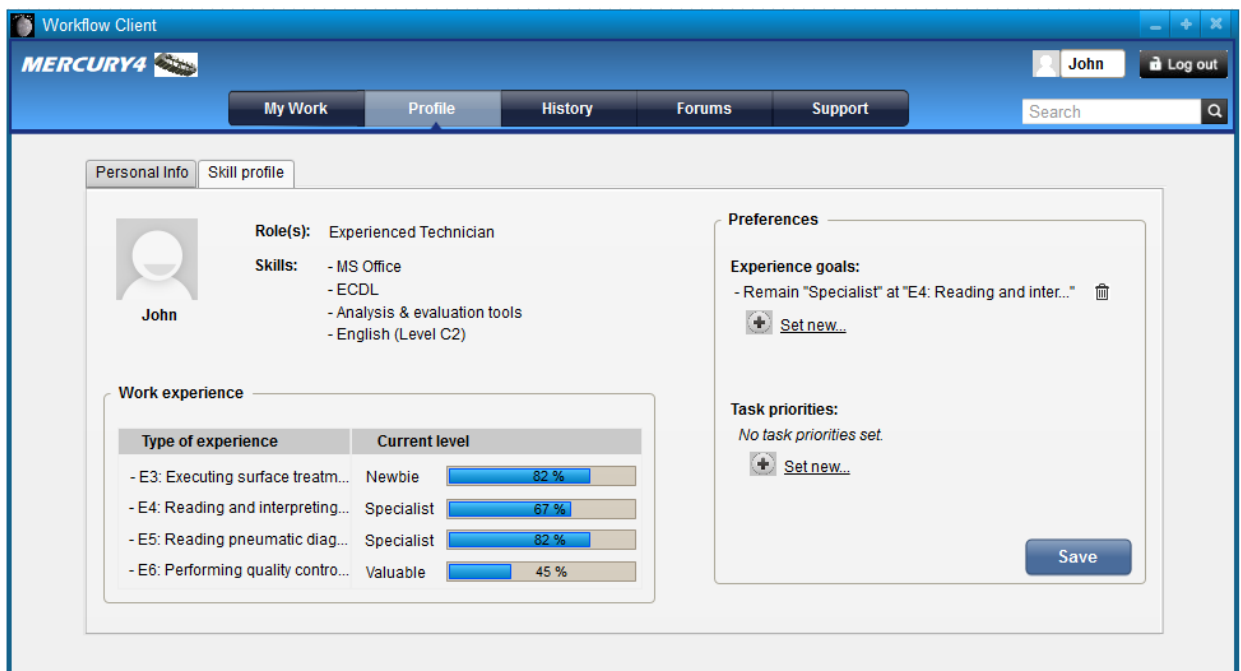 Workflow Client
MERCURY4
John
Log out
My Work
Profile
History
Forums
Support
Search
Personal Info
Skill profile
John
Role(s): Experienced Technician
Skills: - MS Office
- ECDL
- Analysis & evaluation tools
- English (Level C2)
Work experience
Type of experience Current level
- E3: Executing surface treatm... Newbie 82 %
- E4: Reading and interpreting... Specialist 67 %
- E5: Reading pneumatic diag... Specialist 82 %
- E6: Performing quality contro... Valuable 45 %
Preferences
Experience goals:
- Remain "Specialist" at "E4: Reading and inter..."
Set new...
Task priorities:
No task priorities set.
Set new...
Save